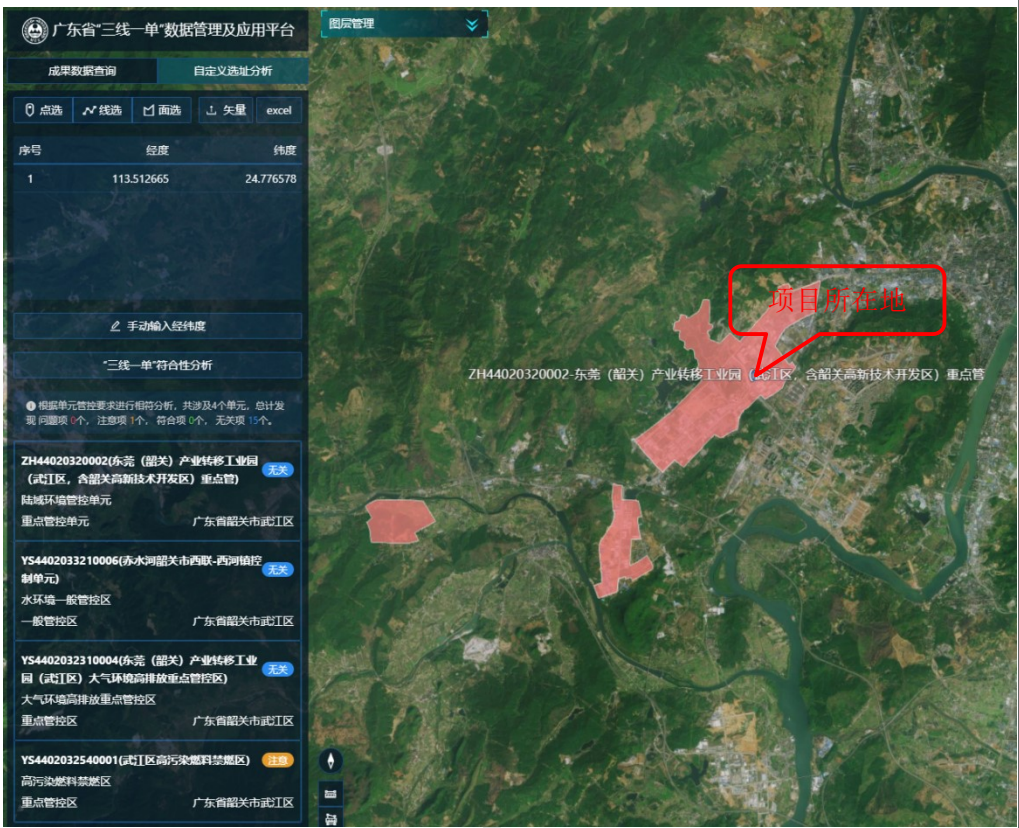 广东省“三线一单”数据管理及应用平台
图层管理
成果数据查询 自定义选址分析
点选 线选 面选 矢量 excel
序号 经度 纬度
1 113.512665 24.776578
手动输入经纬度
“三线一单”符合性分析
根据单元管控要求进行相符分析，共涉及4个单元，总计发
现 问题项 0个，注意项 1个，符合项 0个，无关项 15个。
ZH44020320002(东莞（韶关）产业转移工业园
（武江区，含韶关高新技术开发区）重点管)
无关
陆域环境管控单元
重点管控单元 广东省韶关市武江区
YS4402033210006(赤水河韶关市西联-西河镇控
制单元)
无关
水环境一般管控区
一般管控区 广东省韶关市武江区
YS4402032310004(东莞（韶关）产业转移工业
园（武江区）大气环境高排放重点管控区)
无关
大气环境高排放重点管控区
重点管控区 广东省韶关市武江区
YS4402032540001(武江区高污染燃料禁燃区) 注意
高污染燃料禁燃区
重点管控区 广东省韶关市武江区
项目所在地
ZH44020320002-东莞（韶关）产业转移工业园（武江区，含韶关高新技术开发区）重点管